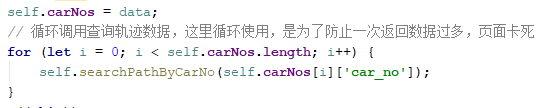 self.carNos = data;
// 循环调用查询轨迹数据，这里循环使用，是为了防止一次返回数据过多，页面卡死
for (let i = 0; i < self.carNos.length; i++) {
self.searchPathByCarNo(self.carNos[i]['car_no']);
}